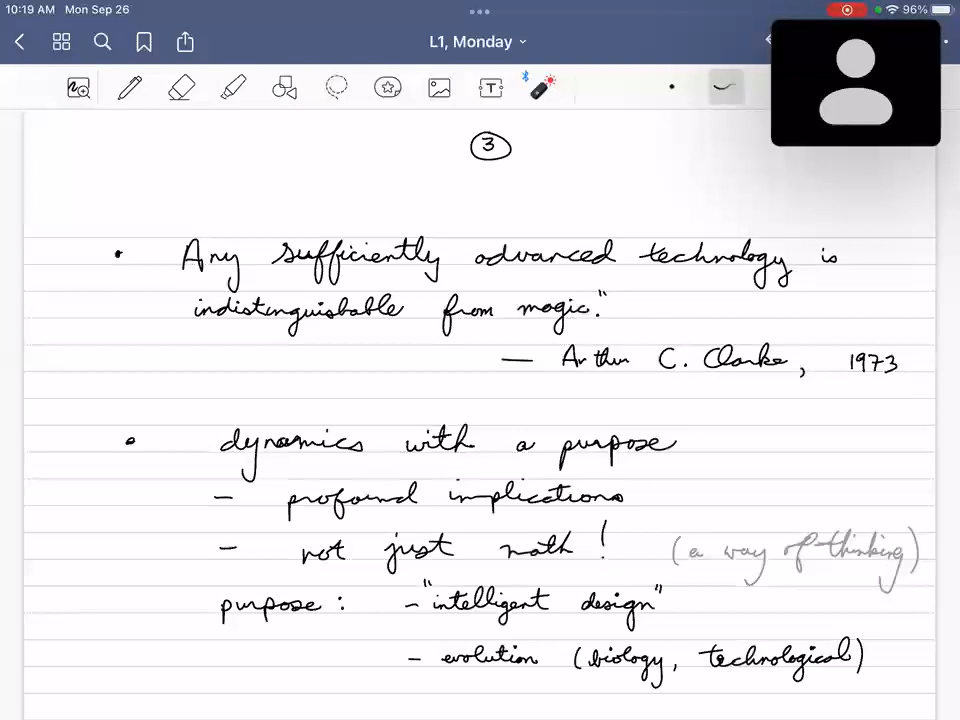 10:19 AM Mon Sep 26
96%
L1, Monday
T
3
• Any sufficiently advanced technology is
indistinguishable from magic."
— Arthur C. Clarke, 1973
• dynamics with a purpose
- profound implications
- not just math! (a way of thinking)
purpose: - "intelligent design"
- evolution (biology, technological)